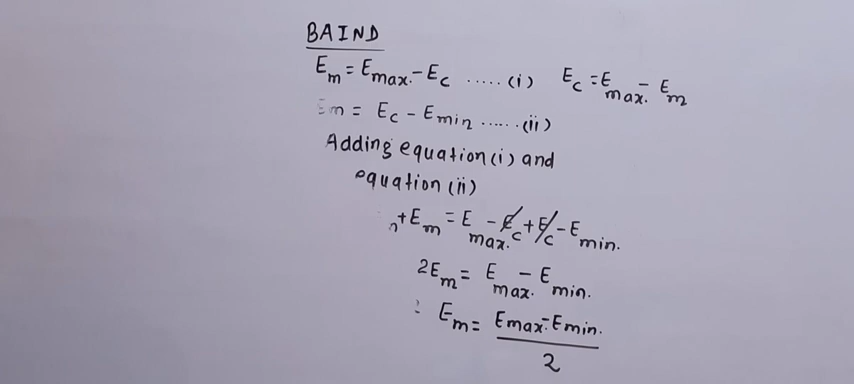 BAIND
Em = Emax. - Ec ..... (i) Ec = Emax. - Em
Em = Ec - Emin ...... (ii)
Adding equation (i) and
equation (ii)
+ Em = Emax. - Ec + Ec - Emin.
2Em = Emax. - Emin.
∴ Em = Emax. - Emin.
2